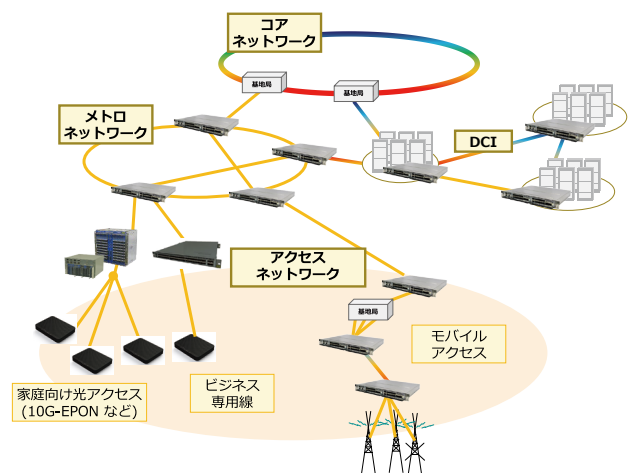 コア
ネットワーク
基地局
基地局
メトロ
ネットワーク
DCI
アクセス
ネットワーク
基地局
モバイル
アクセス
家庭向け光アクセス
(10G-EPON など)
ビジネス
専用線